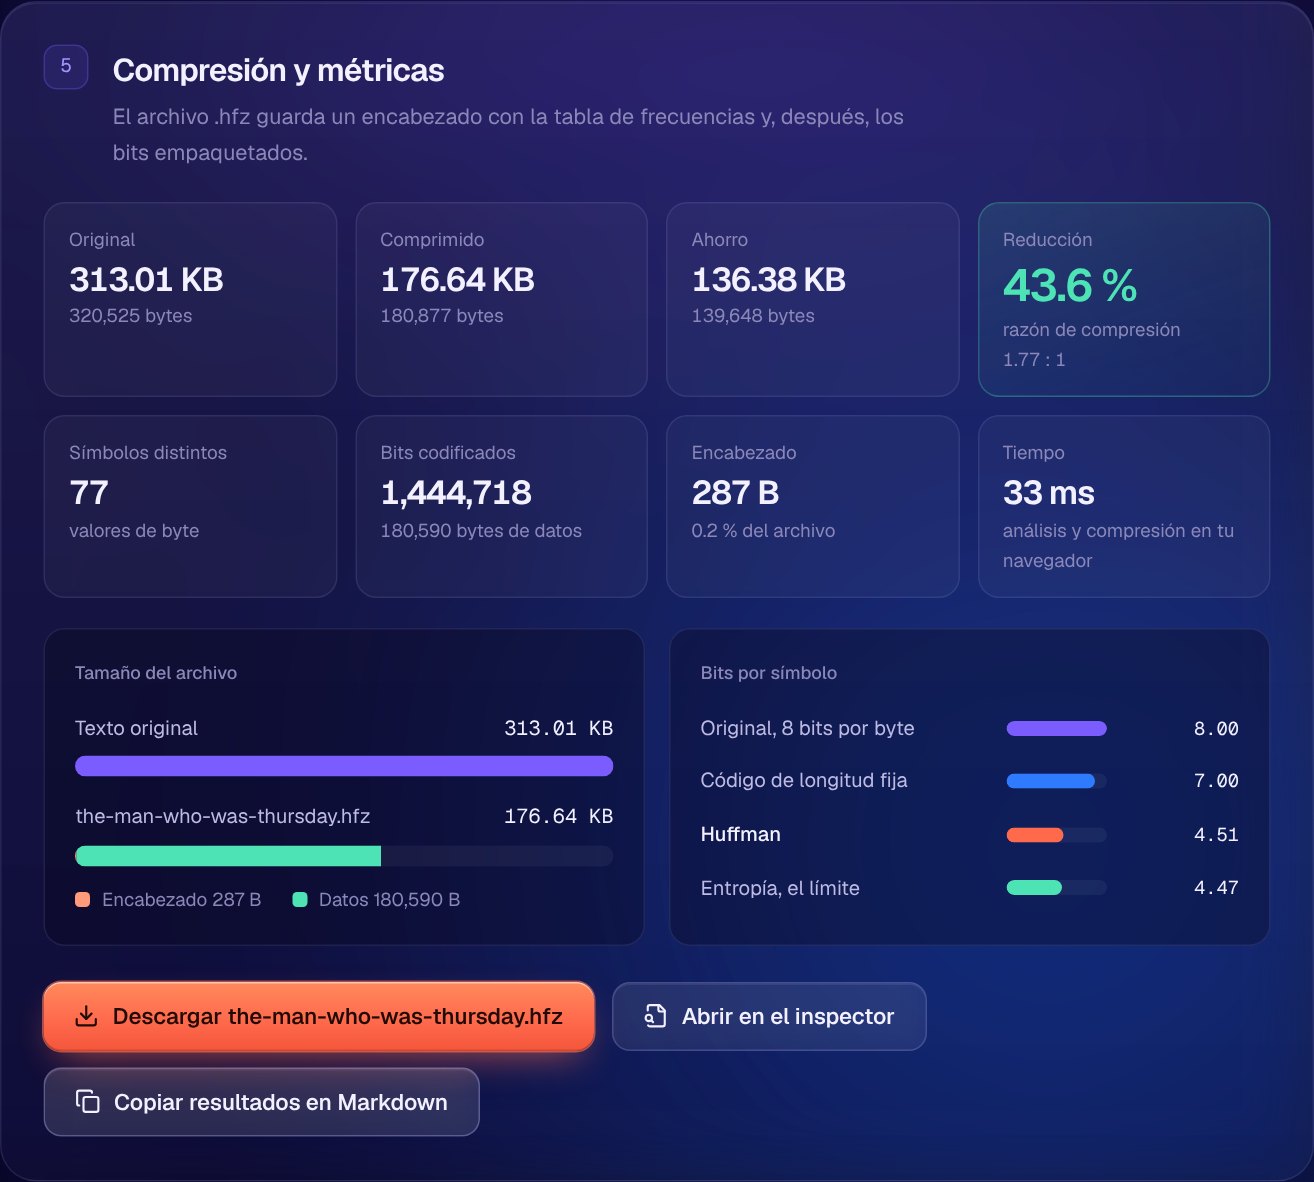 5
Compresión y métricas
El archivo .hfz guarda un encabezado con la tabla de frecuencias y, después, los
bits empaquetados.
Original
313.01 KB
320,525 bytes
Comprimido
176.64 KB
180,877 bytes
Ahorro
136.38 KB
139,648 bytes
Reducción
43.6 %
razón de compresión
1.77 : 1
Símbolos distintos
77
valores de byte
Bits codificados
1,444,718
180,590 bytes de datos
Encabezado
287 B
0.2 % del archivo
Tiempo
33 ms
análisis y compresión en tu
navegador
Tamaño del archivo
Texto original 313.01 KB
the-man-who-was-thursday.hfz 176.64 KB
Encabezado 287 B Datos 180,590 B
Bits por símbolo
Original, 8 bits por byte 8.00
Código de longitud fija 7.00
Huffman 4.51
Entropía, el límite 4.47
Descargar the-man-who-was-thursday.hfz
Abrir en el inspector
Copiar resultados en Markdown